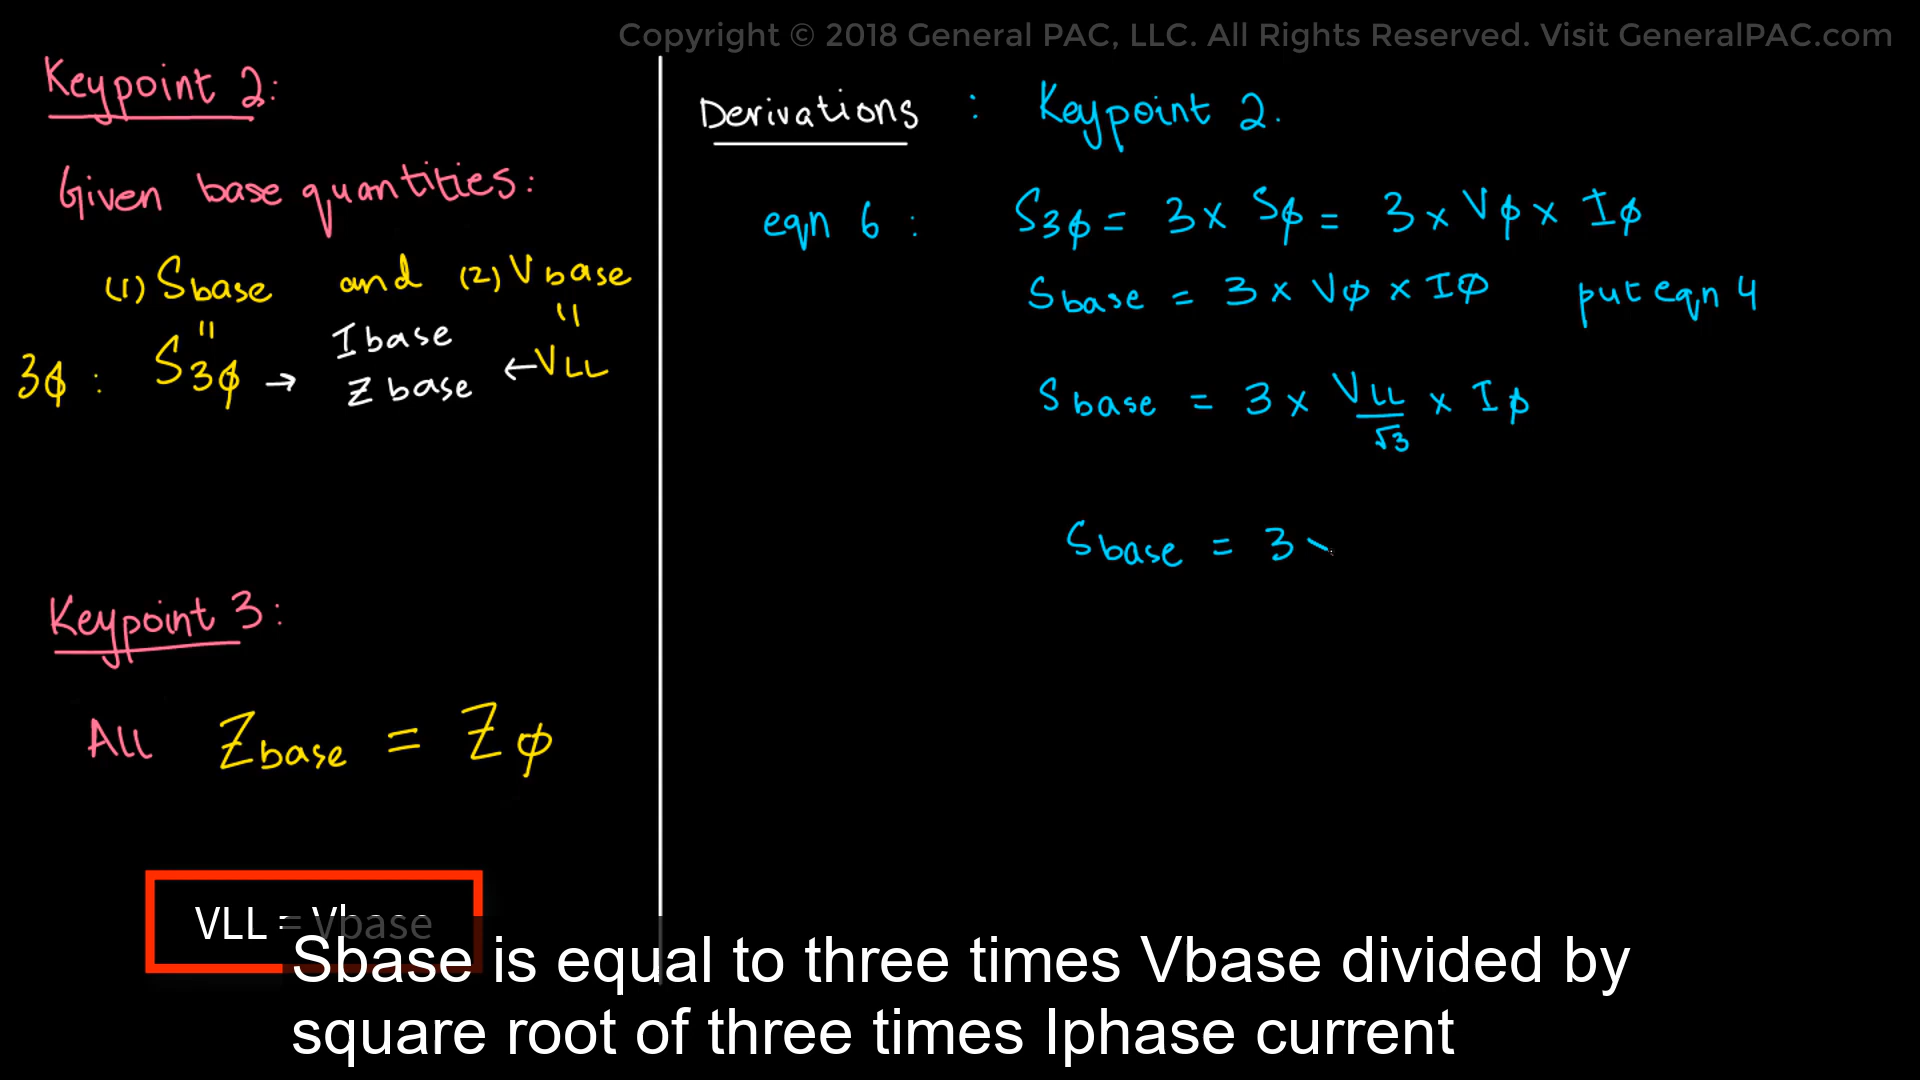 Copyright © 2018 General PAC, LLC. All Rights Reserved. Visit GeneralPAC.com
Keypoint 2:
Given base quantities:
(1) Sbase and (2) Vbase
" Ibase "
3ϕ: S3ϕ → Zbase ← VLL
Keypoint 3:
All Zbase = Zϕ
VLL = Vbase
Derivations : Keypoint 2.
eqn 6: S3ϕ = 3 x Sϕ = 3 x Vϕ x Iϕ
Sbase = 3 x Vϕ x Iϕ put eqn 4
Sbase = 3 x VLL/√3 x Iϕ
Sbase = 3
Sbase is equal to three times Vbase divided by
square root of three times Iphase current